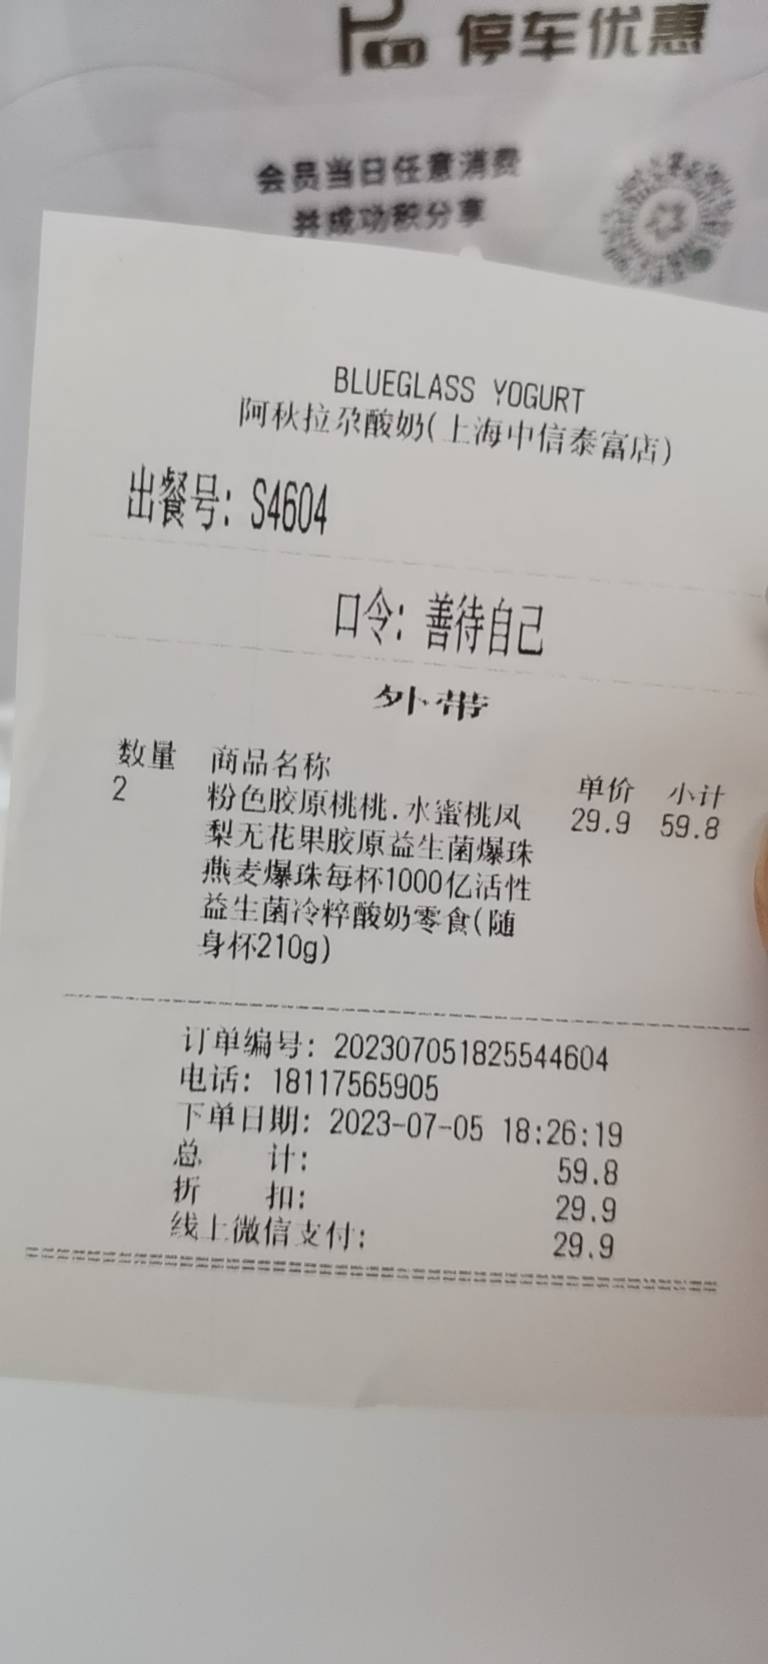 停车优惠
会员当日任意消费
并成功积分享
BLUEGLASS YOGURT
阿秋拉尕酸奶(上海中信泰富店)
出餐号: S4604
口令: 善待自己
外带
数量 商品名称 单价 小计
2 粉色胶原桃桃.水蜜桃凤 29.9 59.8
梨无花果胶原益生菌爆珠
燕麦爆珠每杯1000亿活性
益生菌冷粹酸奶零食(随
身杯210g)
订单编号: 202307051825544604
电话: 18117565905
下单日期: 2023-07-05 18:26:19
总 计: 59.8
折 扣: 29.9
线上微信支付: 29.9